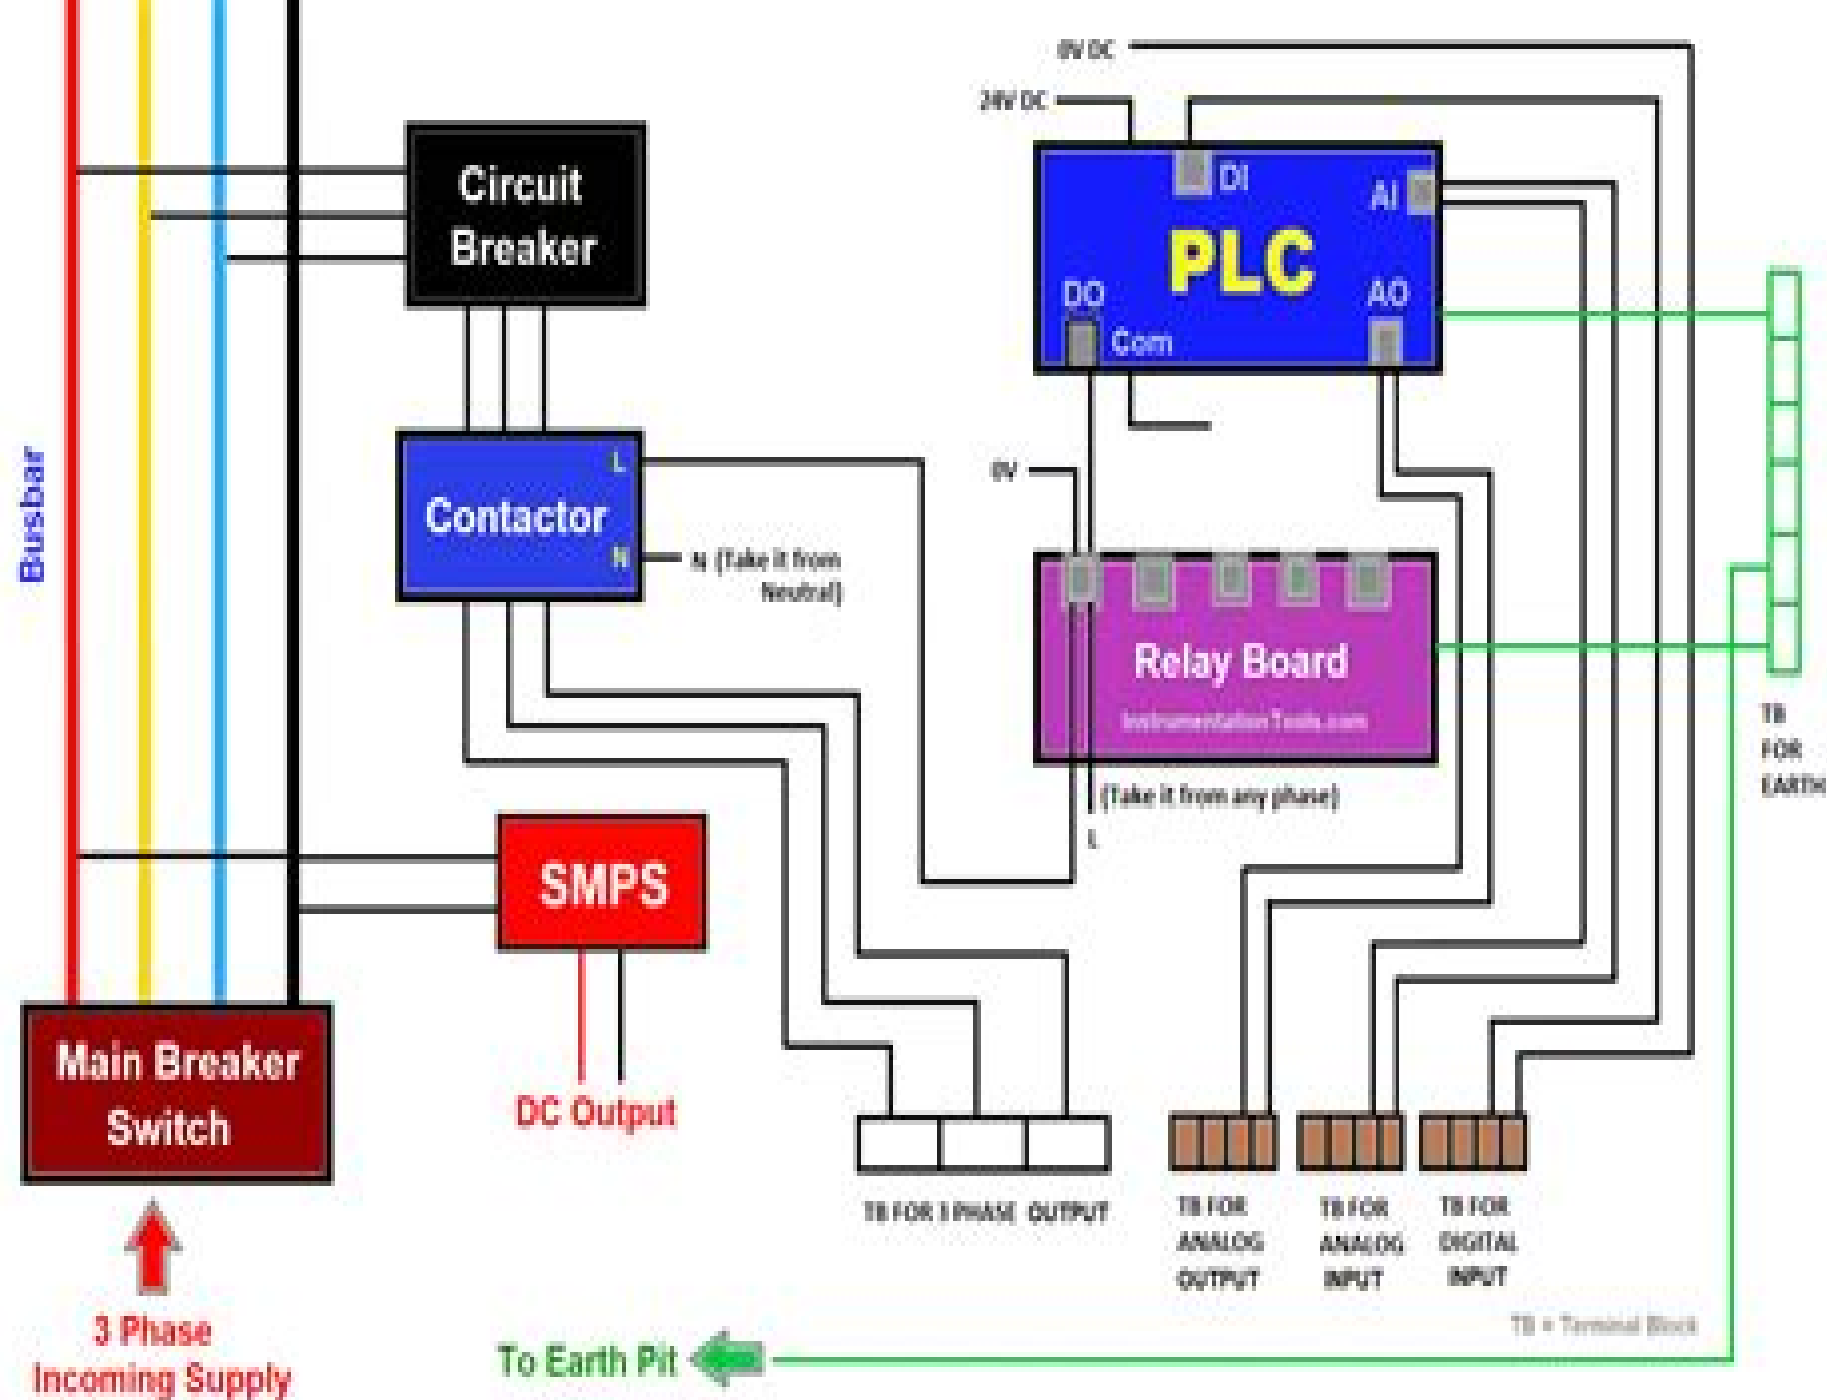 0V DC
24V DC
Circuit
Breaker
DI
AI
PLC
DO
AO
Com
Busbar
L
Contactor
N
N (Take it from
Neutral)
0V
Relay Board
InstrumentationTools.com
(Take it from any phase)
L
TB
FOR
EARTH
SMPS
Main Breaker
Switch
DC Output
TB FOR 3 PHASE OUTPUT
TB FOR
ANALOG
OUTPUT
TB FOR
ANALOG
INPUT
TB FOR
DIGITAL
INPUT
3 Phase
Incoming Supply
To Earth Pit
TB = Terminal Block